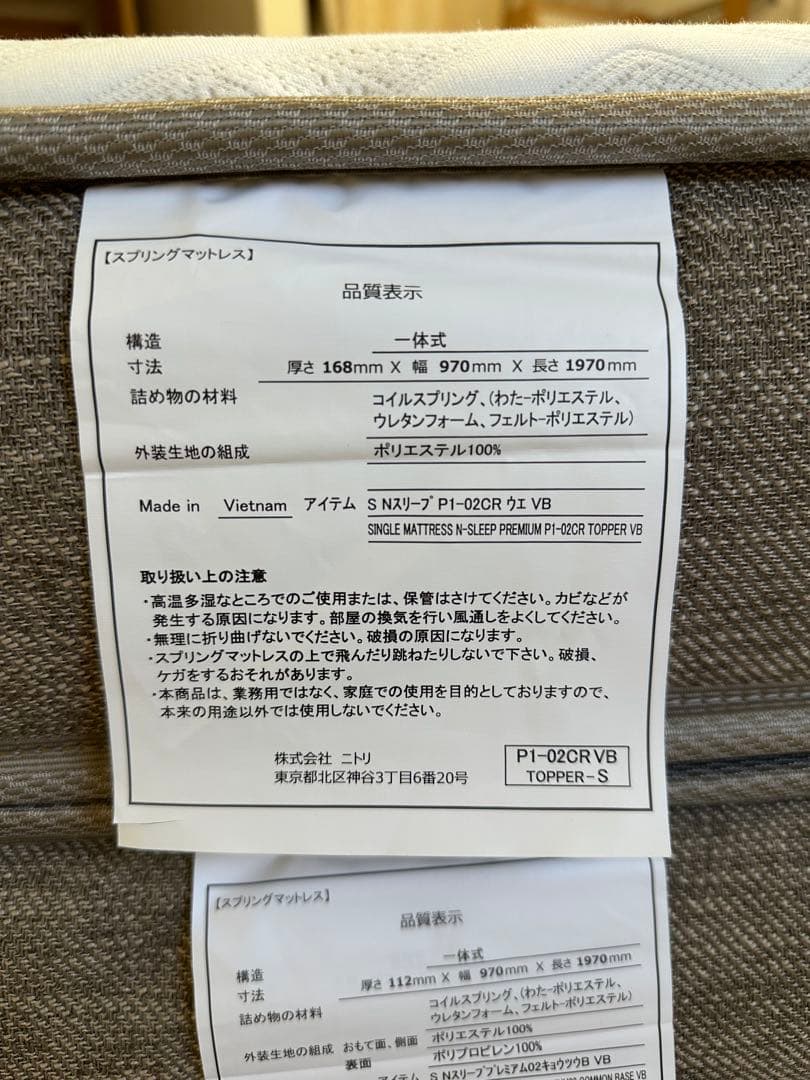 【スプリングマットレス】
品質表示
構造 一体式
寸法 厚さ 168mm X 幅 970mm X 長さ 1970mm
詰め物の材料 コイルスプリング、(わた-ポリエステル、
ウレタンフォーム、フェルト-ポリエステル)
外装生地の組成 ポリエステル100%
Made in Vietnam アイテム S Nスリープ P1-02CR ウエ VB
SINGLE MATTRESS N-SLEEP PREMIUM P1-02CR TOPPER VB
取り扱い上の注意
・高温多湿なところでのご使用または、保管はさけてください。カビなどが
発生する原因になります。部屋の換気を行い風通しをよくしてください。
・無理に折り曲げないでください。破損の原因になります。
・スプリングマットレスの上で飛んだり跳ねたりしないで下さい。破損、
ケガをするおそれがあります。
・本商品は、業務用ではなく、家庭での使用を目的としておりますので、
本来の用途以外では使用しないでください。
株式会社 ニトリ
東京都北区神谷3丁目6番20号
P1-02CR VB
TOPPER-S
【スプリングマットレス】
品質表示
構造 一体式
寸法 厚さ 112mm X 幅 970mm X 長さ 1970mm
詰め物の材料 コイルスプリング、(わた-ポリエステル、
ウレタンフォーム、フェルト-ポリエステル)
外装生地の組成 おもて面、側面 ポリエステル100%
裏面 ポリプロピレン100%
アイテム S Nスリーププレミアム02キョウツウB VB
COMMON BASE VB